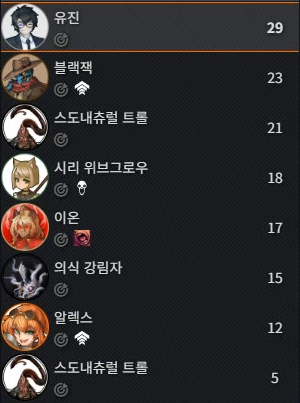 유진 29
블랙잭 23
스도내츄럴 트롤 21
시리 위브그로우 18
이온 17
의식 강림자 15
알렉스 12
스도내츄럴 트롤 5